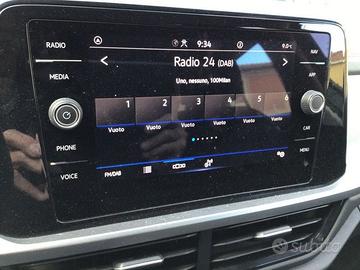 RADIO
9:34
9.0°C
NAV
Radio 24 (DAB)
MEDIA
APP
Uno, nessuno, 100Milan
1 2 3 4 5 6
Vuoto Vuoto Vuoto Vuoto Vuoto Vuoto
CAR
PHONE
MENU
VOICE
FM/DAB
subito